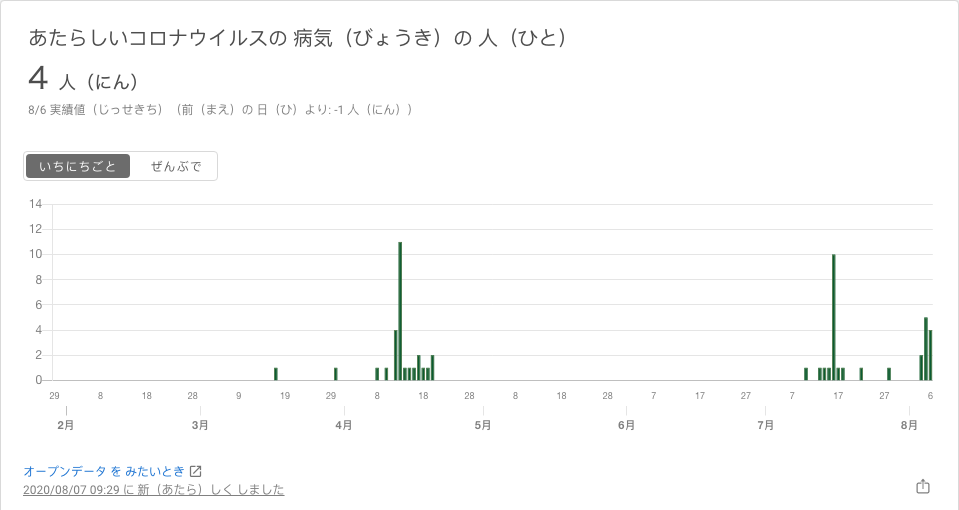 あたらしいコロナウイルスの 病気（びょうき）の 人（ひと）
4 人（にん）
8/6 実績値（じっせきち）（前（まえ）の 日（ひ）より: -1 人（にん））
いちにちごと ぜんぶで
14
12
10
8
6
4
2
0
29 8 18 28 9 19 29 8 18 28 8 18 28 7 17 27 7 17 27 6
2月 3月 4月 5月 6月 7月 8月
オープンデータ を みたいとき
2020/08/07 09:29 に 新（あたら）しく しました